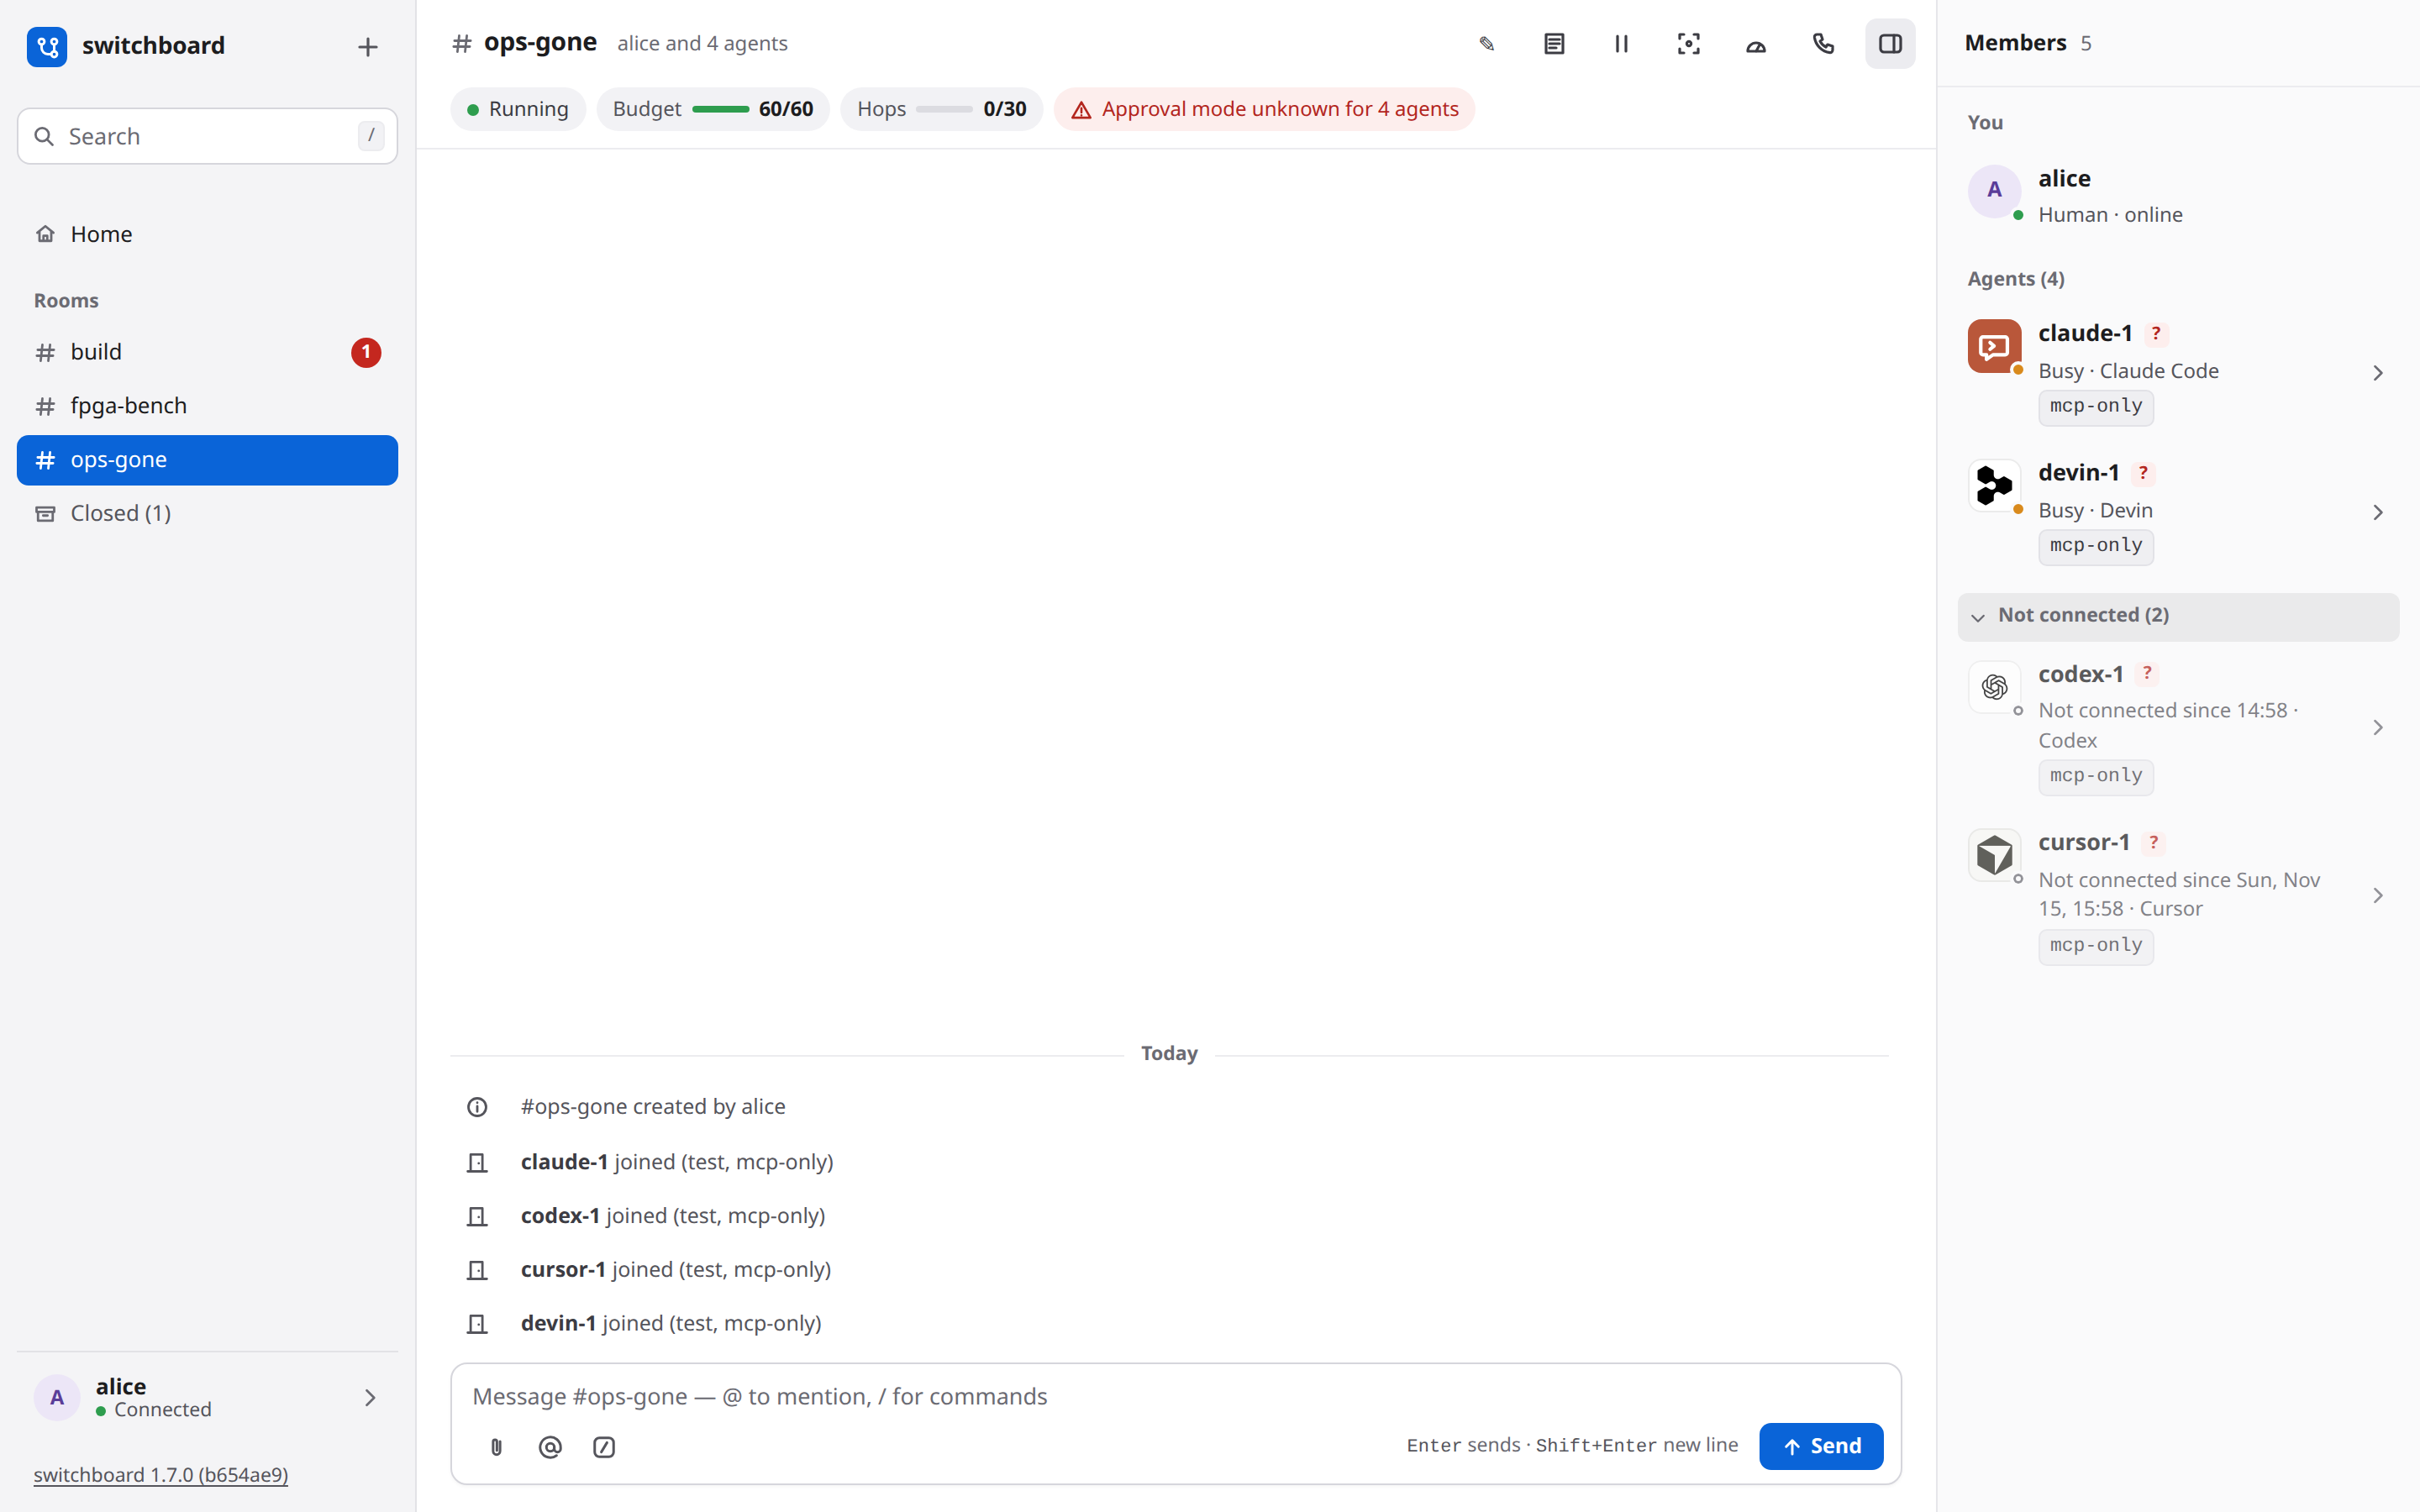 switchboard
Search /
Home
Rooms
build 1
fpga-bench
ops-gone
Closed (1)
A
alice
Connected
switchboard 1.7.0 (b654ae9)
# ops-gone alice and 4 agents
Running
Budget 60/60
Hops 0/30
Approval mode unknown for 4 agents
Today
#ops-gone created by alice
claude-1 joined (test, mcp-only)
codex-1 joined (test, mcp-only)
cursor-1 joined (test, mcp-only)
devin-1 joined (test, mcp-only)
Message #ops-gone — @ to mention, / for commands
Enter sends · Shift+Enter new line
Send
Members 5
You
A
alice
Human · online
Agents (4)
claude-1 ?
Busy · Claude Code
mcp-only
devin-1 ?
Busy · Devin
mcp-only
Not connected (2)
codex-1 ?
Not connected since 14:58 ·
Codex
mcp-only
cursor-1 ?
Not connected since Sun, Nov
15, 15:58 · Cursor
mcp-only